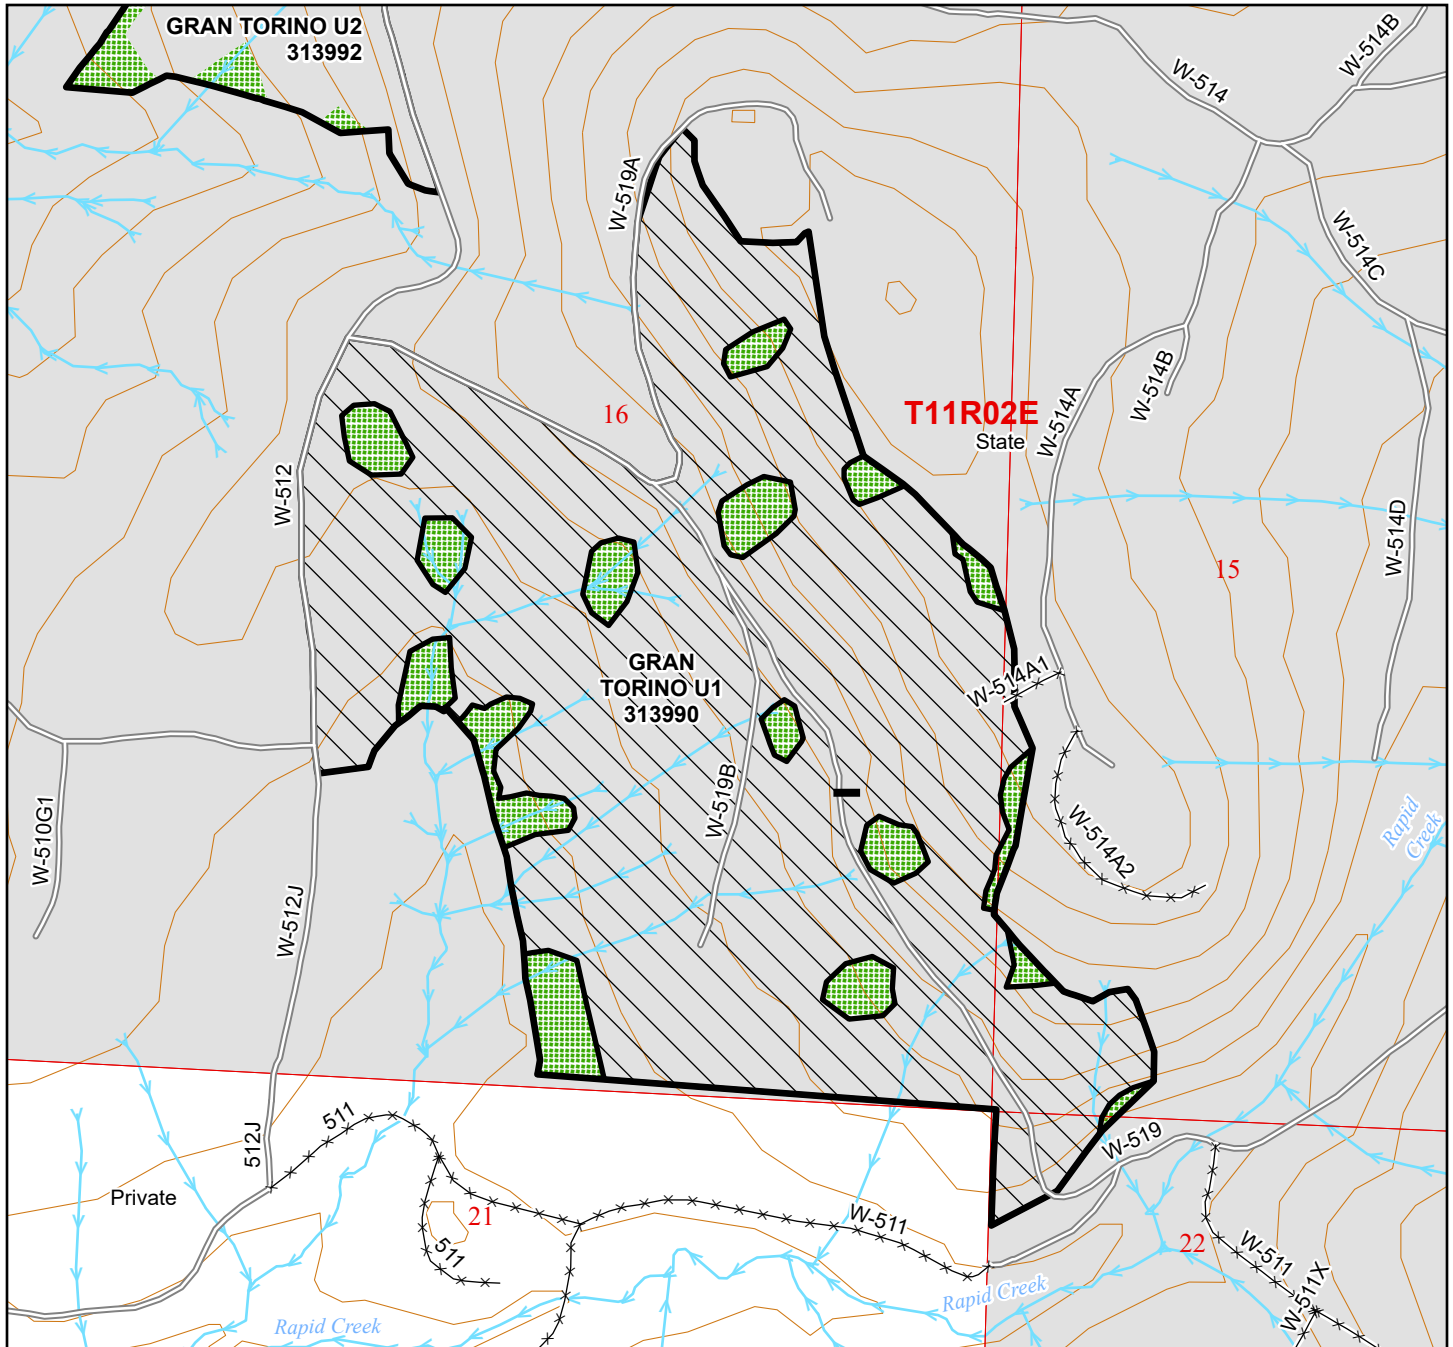 GRAN TORINO U2
313992
W-514B
W-514
W-519A
W-514C
16
T11R02E
State
W-514A
W-514B
W-512
W-514D
15
GRAN
TORINO U1
313990
W-514A1
W-519B
W-510G1
W-514A2
Rapid
Creek
W-512J
511
512J
W-519
Private
21
W-511
511
22
W-511
W-511X
Rapid Creek
Rapid Creek